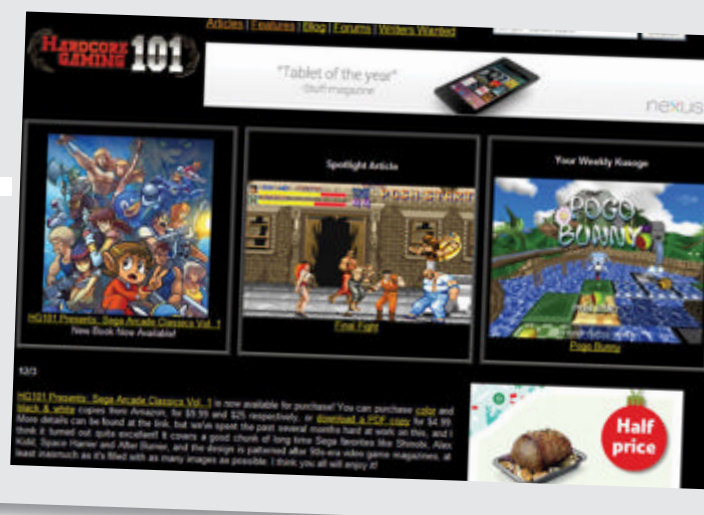 HARDCORE
GAMING 101
Articles | Features | Blog | Forums | Writers Wanted
"Tablet of the year"
-Stuff magazine
nexus
Spotlight Article
Your Weekly Kusoge
POGO
BUNNY
HG101 Presents: Sega Arcade Classics Vol. 1
New Book Now Available!
Final Fight
Pogo Bunny
12/3
HG101 Presents: Sega Arcade Classics Vol. 1 is now available for purchase! You can purchase color and
black & white copies from Amazon, for $9.99 and $25 respectively, or download a PDF copy for $4.99.
More details can be found at the link, but we've spent the past several months hard at work on this, and I
think it turned out quite excellent! It covers a good chunk of long time Sega favorites like Shinobi, Alex
Kidd, Space Harrier and After Burner, and the design is patterned after 90s-era video game magazines, at
least inasmuch as it's filled with as many images as possible. I think you all will enjoy it!
Half
price